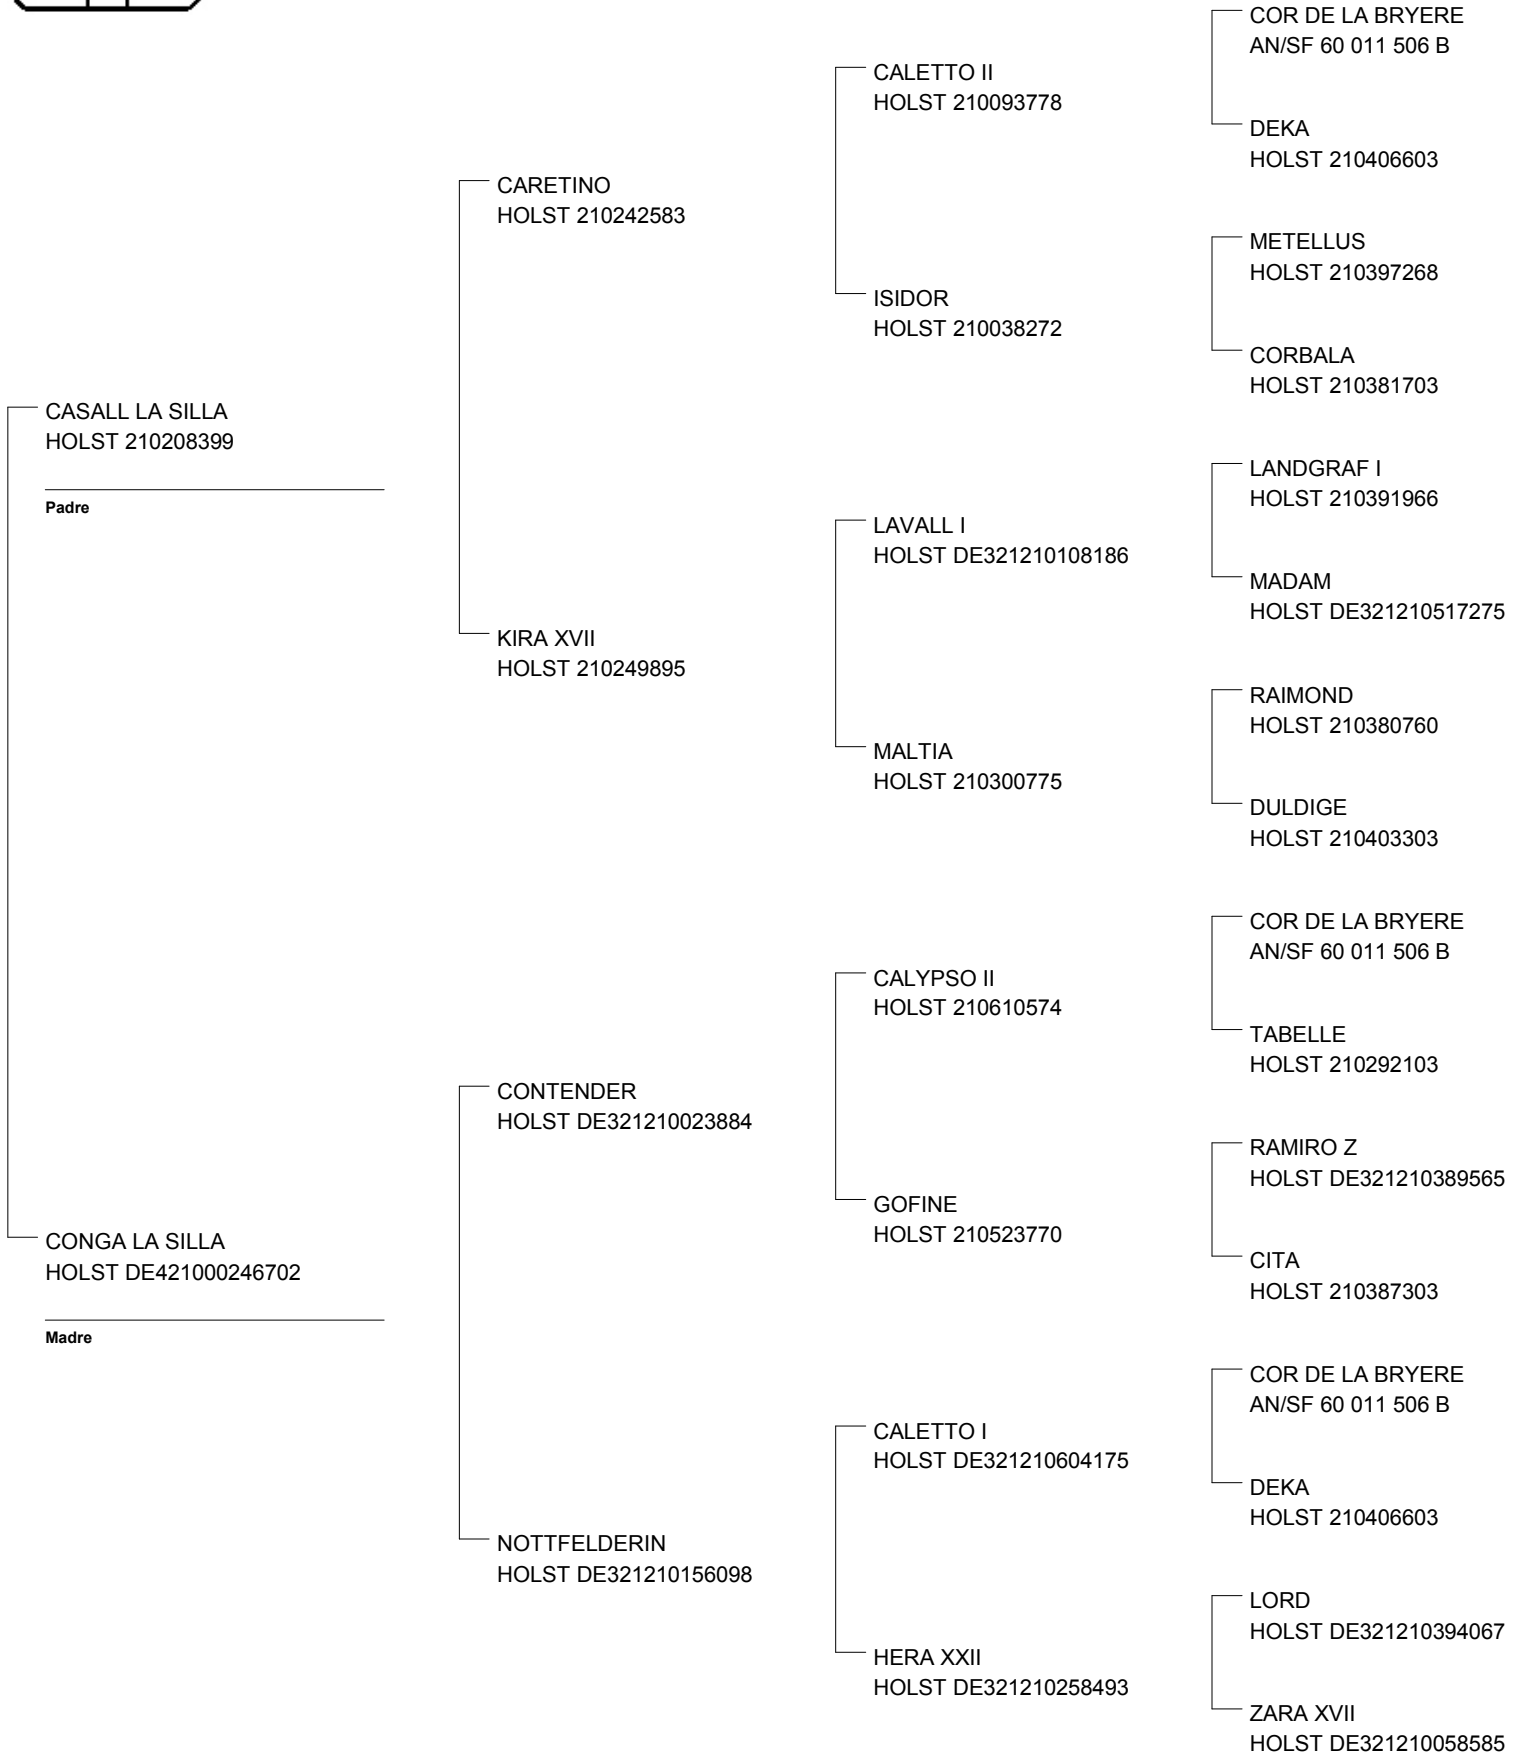 COR DE LA BRYERE
AN/SF 60 011 506 B
CALETTO II
HOLST 210093778
DEKA
HOLST 210406603
CARETINO
HOLST 210242583
METELLUS
HOLST 210397268
ISIDOR
HOLST 210038272
CORBALA
HOLST 210381703
CASALL LA SILLA
HOLST 210208399
Padre
LANDGRAF I
HOLST 210391966
LAVALL I
HOLST DE321210108186
MADAM
HOLST DE321210517275
KIRA XVII
HOLST 210249895
RAIMOND
HOLST 210380760
MALTIA
HOLST 210300775
DULDIGE
HOLST 210403303
COR DE LA BRYERE
AN/SF 60 011 506 B
CALYPSO II
HOLST 210610574
TABELLE
HOLST 210292103
CONTENDER
HOLST DE321210023884
RAMIRO Z
HOLST DE321210389565
GOFINE
HOLST 210523770
CITA
HOLST 210387303
CONGA LA SILLA
HOLST DE421000246702
Madre
COR DE LA BRYERE
AN/SF 60 011 506 B
CALETTO I
HOLST DE321210604175
DEKA
HOLST 210406603
NOTTFELDERIN
HOLST DE321210156098
LORD
HOLST DE321210394067
HERA XXII
HOLST DE321210258493
ZARA XVII
HOLST DE321210058585